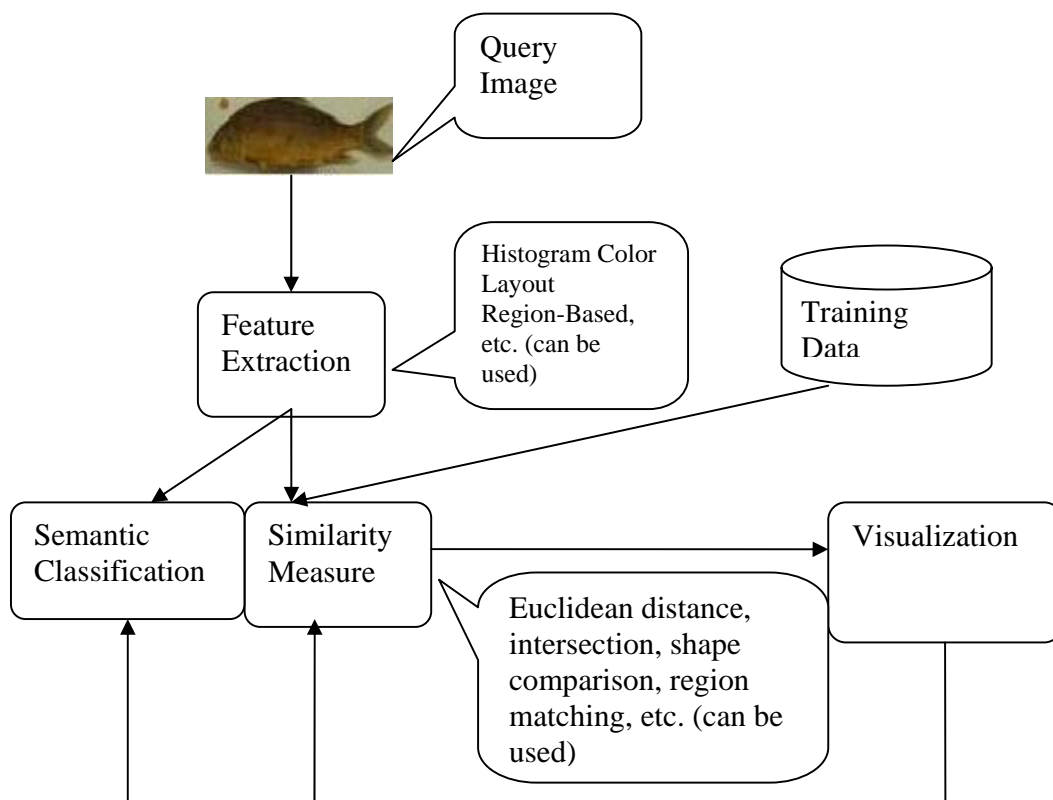 Query
Image
Histogram Color
Layout
Region-Based,
etc. (can be
used)
Feature
Extraction
Training
Data
Semantic
Classification
Similarity
Measure
Visualization
Euclidean distance,
intersection, shape
comparison, region
matching, etc. (can be
used)